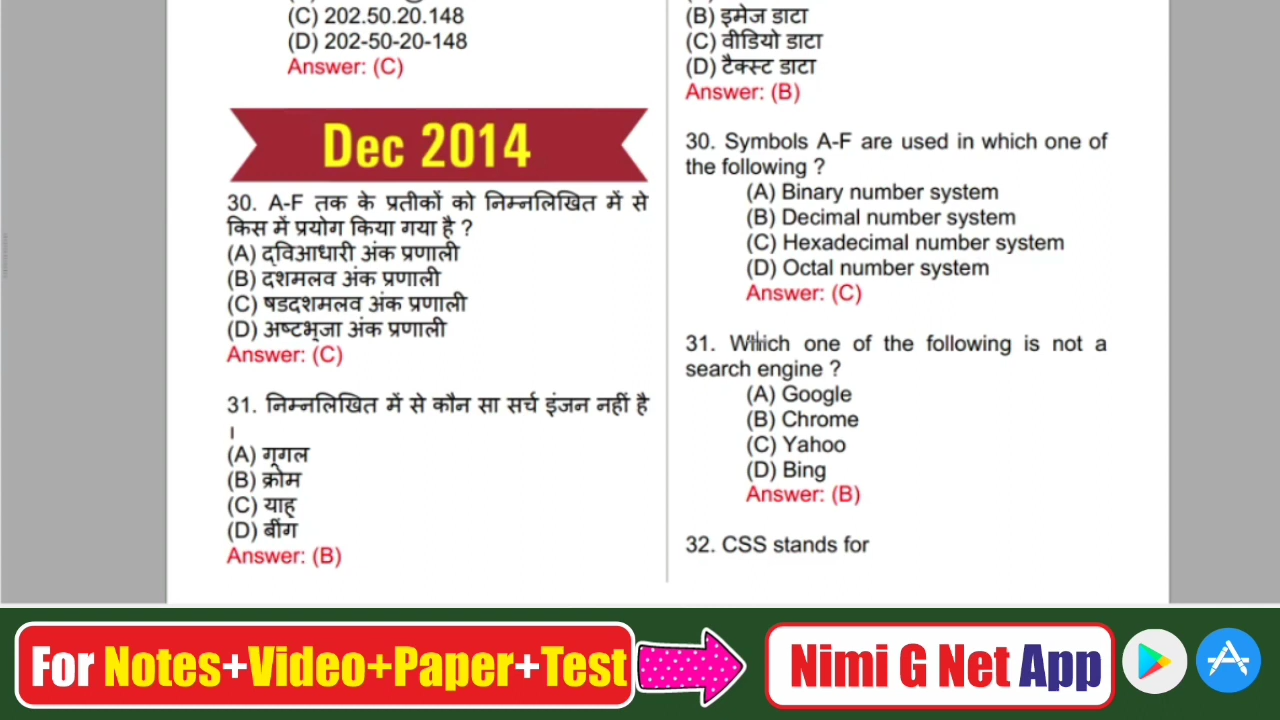 (C) 202.50.20.148
(D) 202-50-20-148
Answer: (C)
Dec 2014
30. A-F तक के प्रतीकों को निम्नलिखित में से
किस में प्रयोग किया गया है ?
(A) द्विआधारी अंक प्रणाली
(B) दशमलव अंक प्रणाली
(C) षडदशमलव अंक प्रणाली
(D) अष्टभूजा अंक प्रणाली
Answer: (C)
31. निम्नलिखित में से कौन सा सर्च इंजन नहीं है
।
(A) गूगल
(B) क्रोम
(C) याहू
(D) बींग
Answer: (B)
(B) इमेज डाटा
(C) वीडियो डाटा
(D) टैक्स्ट डाटा
Answer: (B)
30. Symbols A-F are used in which one of
the following ?
(A) Binary number system
(B) Decimal number system
(C) Hexadecimal number system
(D) Octal number system
Answer: (C)
31. Which one of the following is not a
search engine ?
(A) Google
(B) Chrome
(C) Yahoo
(D) Bing
Answer: (B)
32. CSS stands for
For Notes+Video+Paper+Test
Nimi G Net App